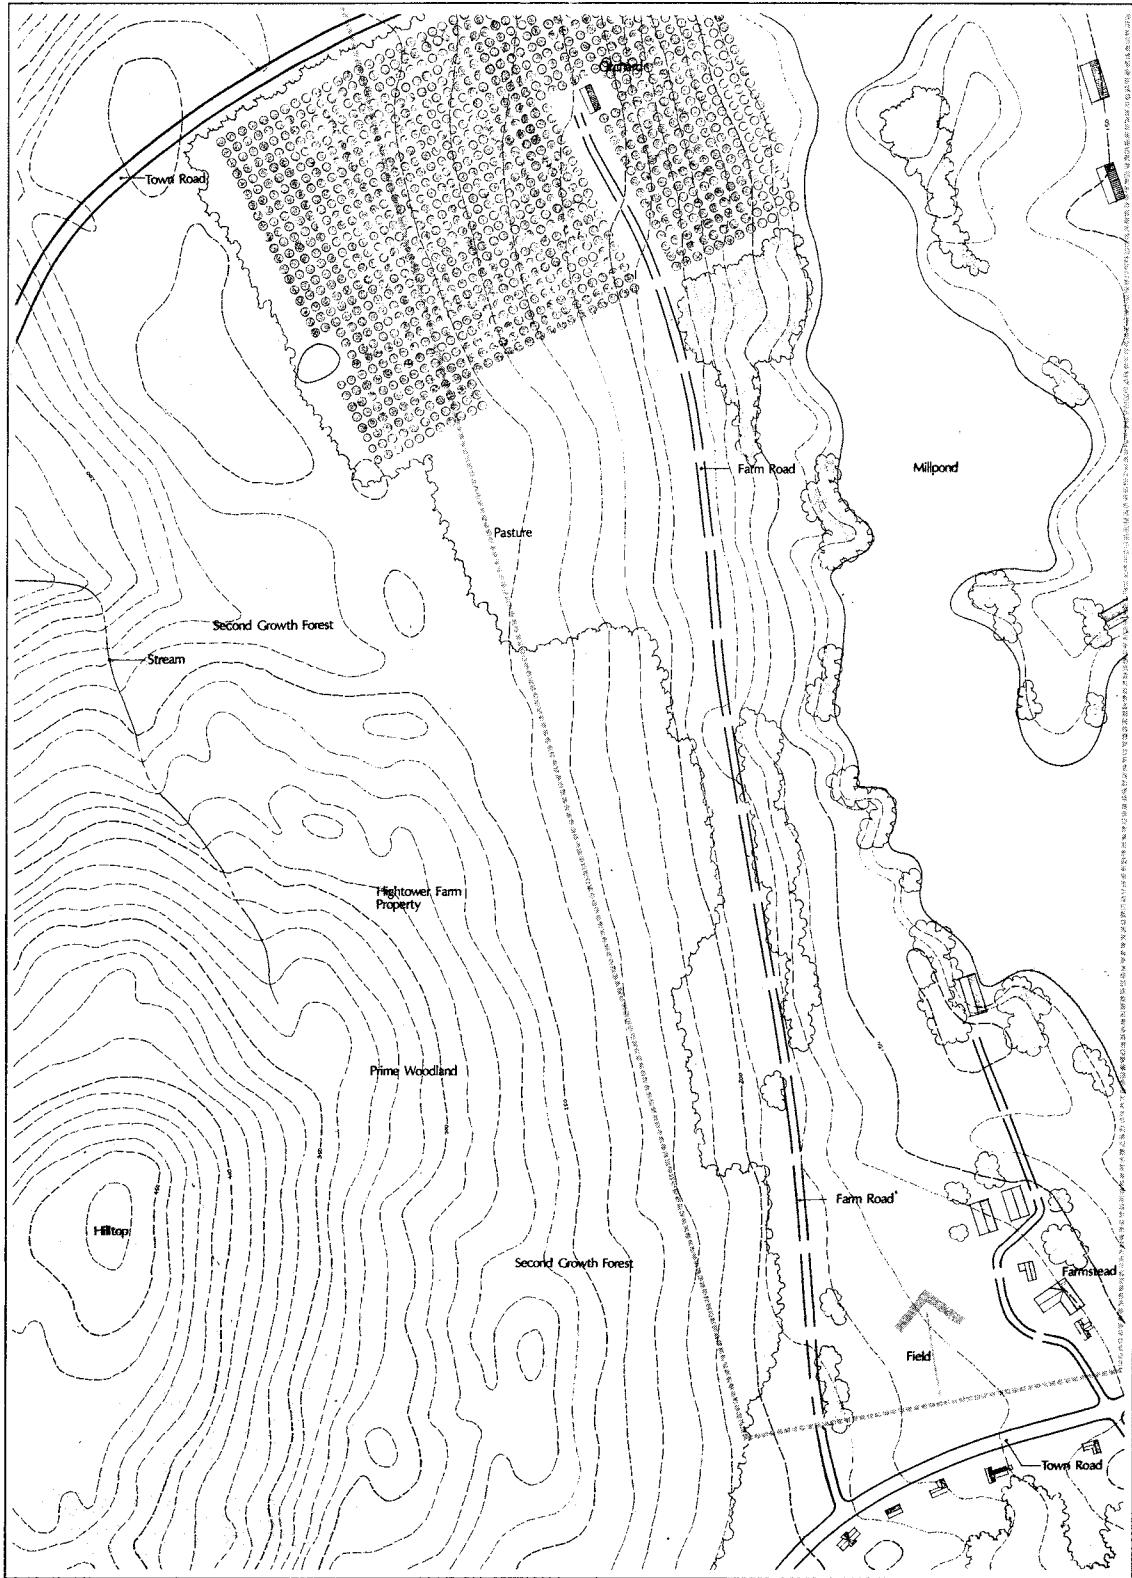 Orchard
Town Road
Farm Road
Millpond
Pasture
Second Growth Forest
Stream
Hightower Farm
Property
Prime Woodland
Farm Road
Hilltop
Second Growth Forest
Farmstead
Field
Town Road